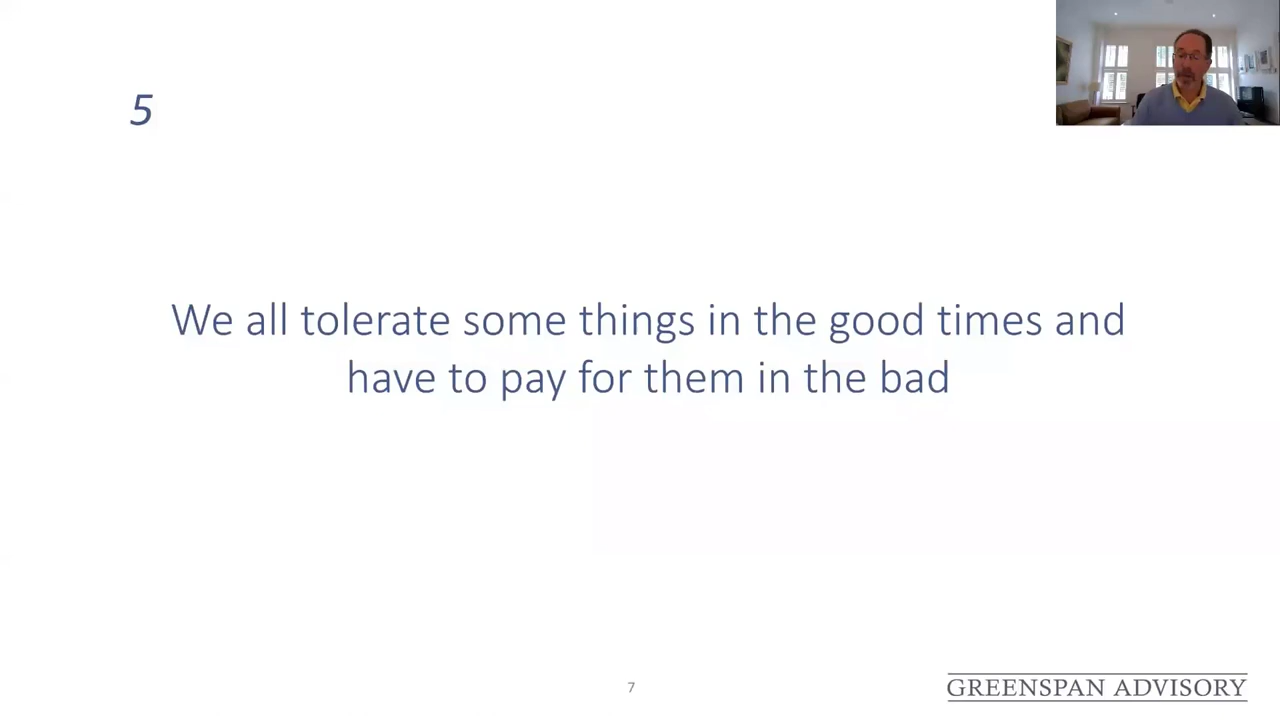 5
We all tolerate some things in the good times and
have to pay for them in the bad
7
GREENSPAN ADVISORY